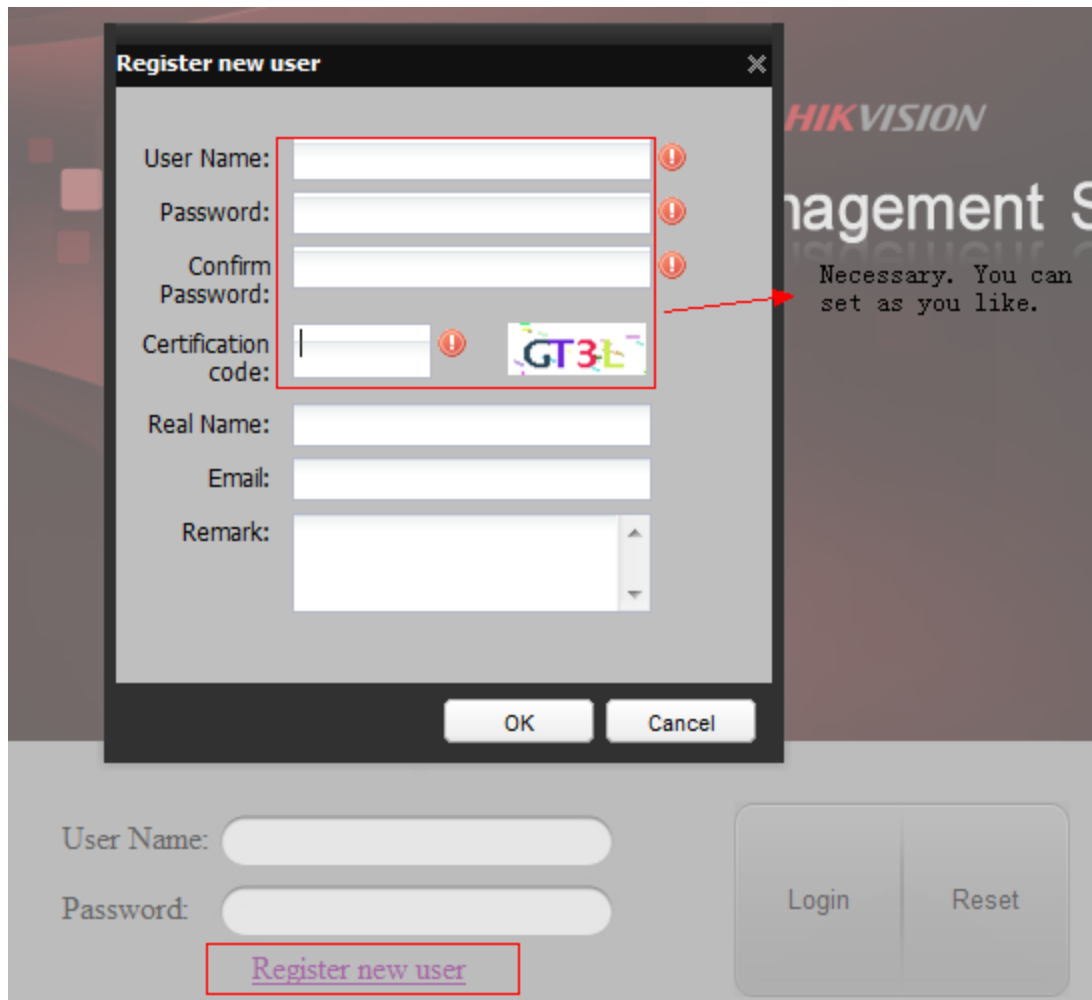 Register new user
HIKVISION
User Name:
nagement S
Password:
Confirm
Password:
Necessary. You can
set as you like.
Certification
code:
GT3L
Real Name:
Email:
Remark:
OK
Cancel
User Name:
Password:
Login
Reset
Register new user